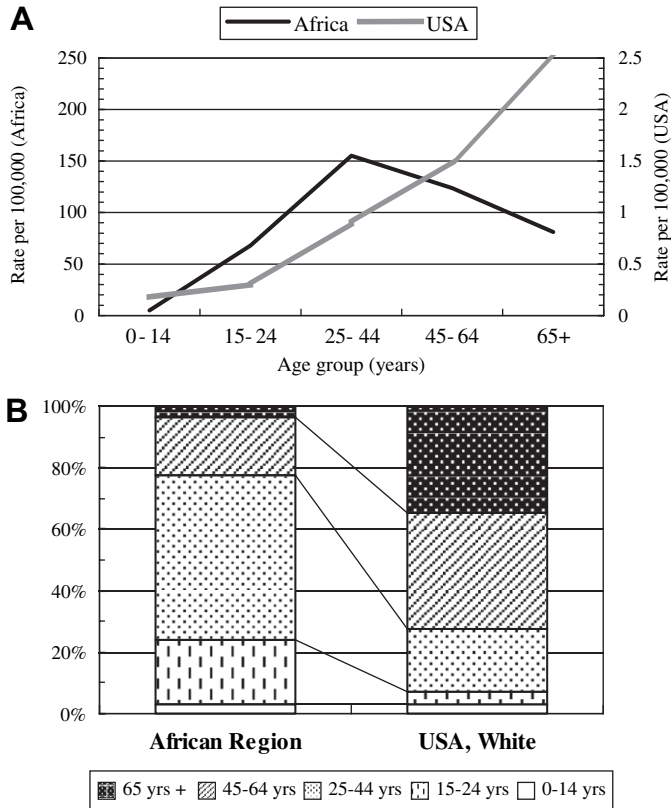 A
Africa USA
250 2.5
200 2
150 1.5
100 1
50 0.5
0 0
Rate per 100,000 (Africa)
Rate per 100,000 (USA)
0-14 15-24 25-44 45-64 65+
Age group (years)
B
100%
80%
60%
40%
20%
0%
African Region USA, White
65 yrs + 45-64 yrs 25-44 yrs 15-24 yrs 0-14 yrs